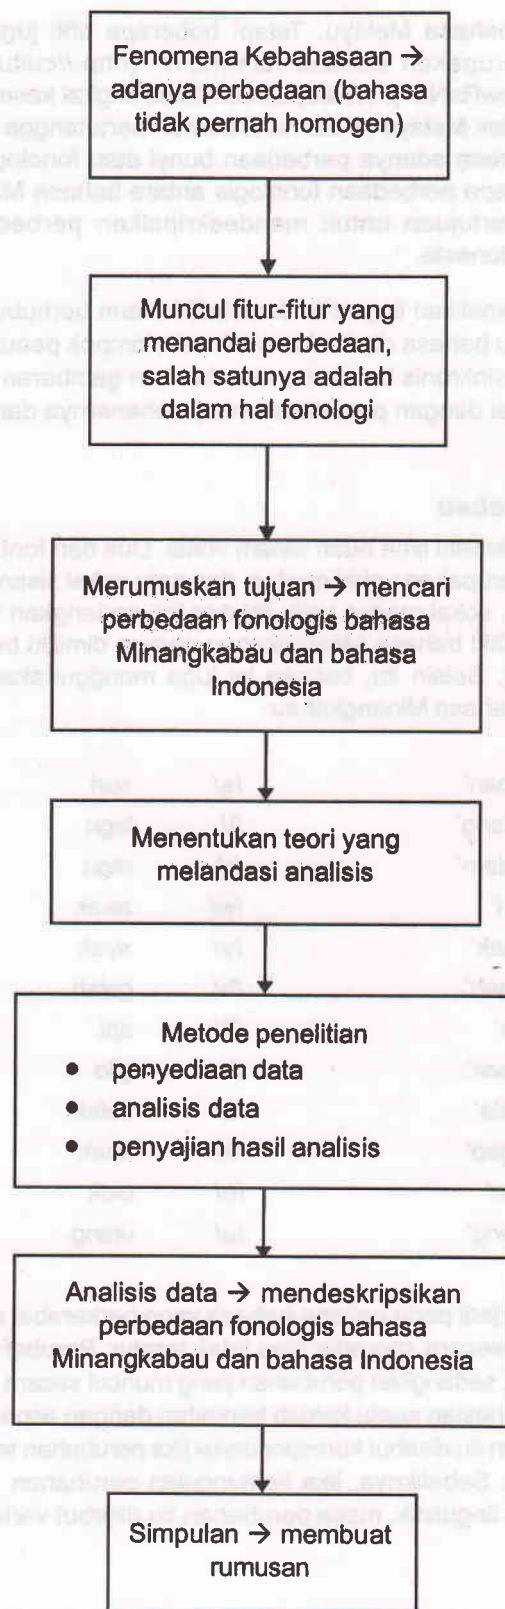 Fenomena Kebahasaan →
adanya perbedaan (bahasa
tidak pernah homogen)
Muncul fitur-fitur yang
menandai perbedaan,
salah satunya adalah
dalam hal fonologi
Merumuskan tujuan → mencari
perbedaan fonologis bahasa
Minangkabau dan bahasa
Indonesia
Menentukan teori yang
melandasi analisis
Metode penelitian
• penyediaan data
• analisis data
• penyajian hasil analisis
Analisis data → mendeskripsikan
perbedaan fonologis bahasa
Minangkabau dan bahasa Indonesia
Simpulan → membuat
rumusan